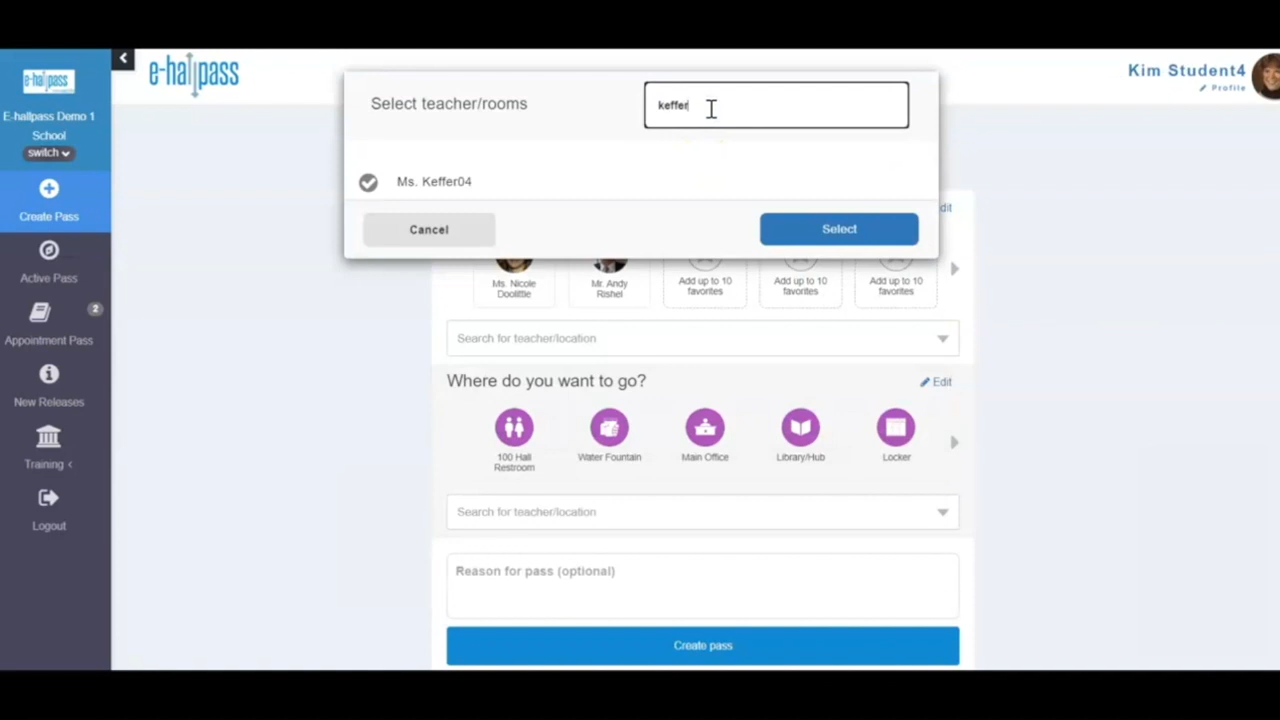 e-hallpass
E-hallpass Demo 1
School
switch
Create Pass
Active Pass
2
Appointment Pass
New Releases
Training <
Logout
e-hallpass
Kim Student4
Profile
Select teacher/rooms
keffer
Ms. Keffer04
Cancel
Select
dit
Ms. Nicole
Doolittle
Mr. Andy
Rishel
Add up to 10
favorites
Add up to 10
favorites
Add up to 10
favorites
Search for teacher/location
Where do you want to go?
Edit
100 Hall
Restroom
Water Fountain
Main Office
Library/Hub
Locker
Search for teacher/location
Reason for pass (optional)
Create pass